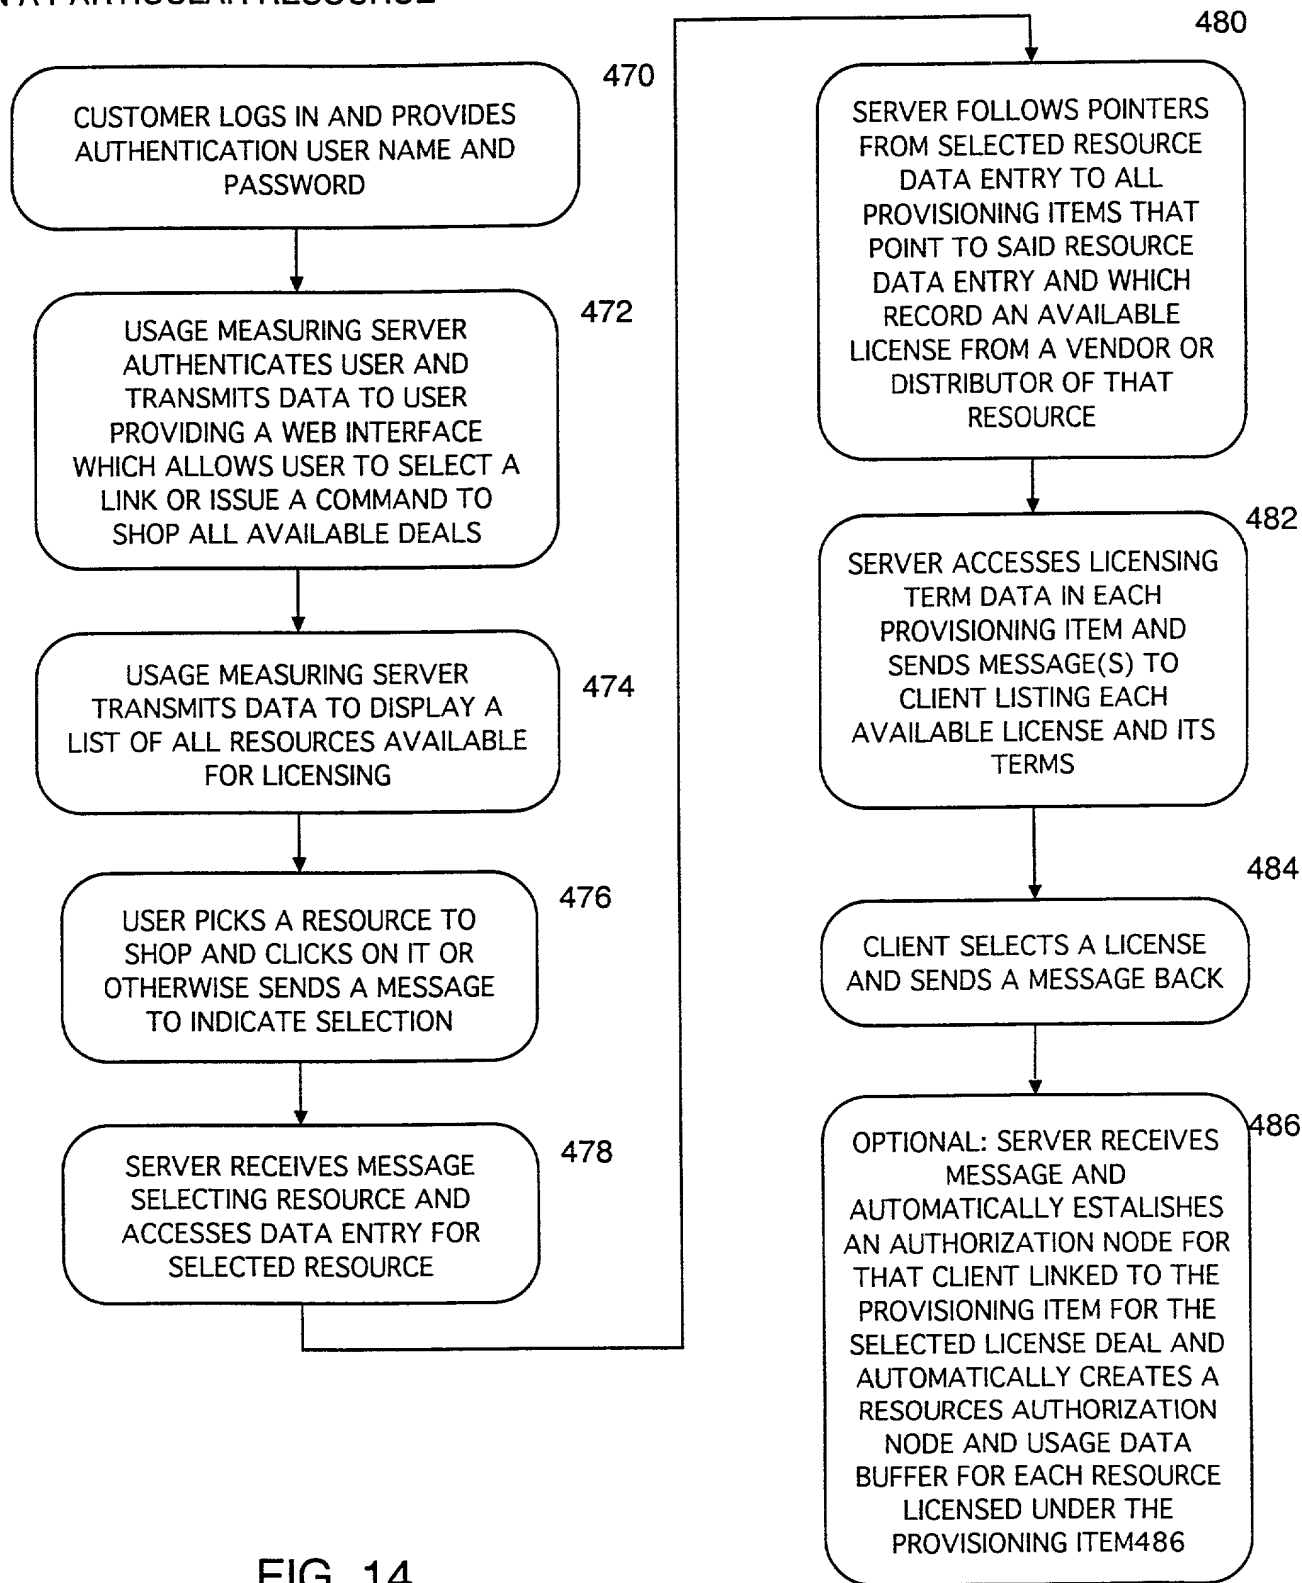 N A PARTICULAR RESOURCE
470
CUSTOMER LOGS IN AND PROVIDES
AUTHENTICATION USER NAME AND
PASSWORD
472
USAGE MEASURING SERVER
AUTHENTICATES USER AND
TRANSMITS DATA TO USER
PROVIDING A WEB INTERFACE
WHICH ALLOWS USER TO SELECT A
LINK OR ISSUE A COMMAND TO
SHOP ALL AVAILABLE DEALS
474
USAGE MEASURING SERVER
TRANSMITS DATA TO DISPLAY A
LIST OF ALL RESOURCES AVAILABLE
FOR LICENSING
476
USER PICKS A RESOURCE TO
SHOP AND CLICKS ON IT OR
OTHERWISE SENDS A MESSAGE
TO INDICATE SELECTION
478
SERVER RECEIVES MESSAGE
SELECTING RESOURCE AND
ACCESSES DATA ENTRY FOR
SELECTED RESOURCE
480
SERVER FOLLOWS POINTERS
FROM SELECTED RESOURCE
DATA ENTRY TO ALL
PROVISIONING ITEMS THAT
POINT TO SAID RESOURCE
DATA ENTRY AND WHICH
RECORD AN AVAILABLE
LICENSE FROM A VENDOR OR
DISTRIBUTOR OF THAT
RESOURCE
482
SERVER ACCESSES LICENSING
TERM DATA IN EACH
PROVISIONING ITEM AND
SENDS MESSAGE(S) TO
CLIENT LISTING EACH
AVAILABLE LICENSE AND ITS
TERMS
484
CLIENT SELECTS A LICENSE
AND SENDS A MESSAGE BACK
486
OPTIONAL: SERVER RECEIVES
MESSAGE AND
AUTOMATICALLY ESTALISHES
AN AUTHORIZATION NODE FOR
THAT CLIENT LINKED TO THE
PROVISIONING ITEM FOR THE
SELECTED LICENSE DEAL AND
AUTOMATICALLY CREATES A
RESOURCES AUTHORIZATION
NODE AND USAGE DATA
BUFFER FOR EACH RESOURCE
LICENSED UNDER THE
PROVISIONING ITEM486
FIG. 14